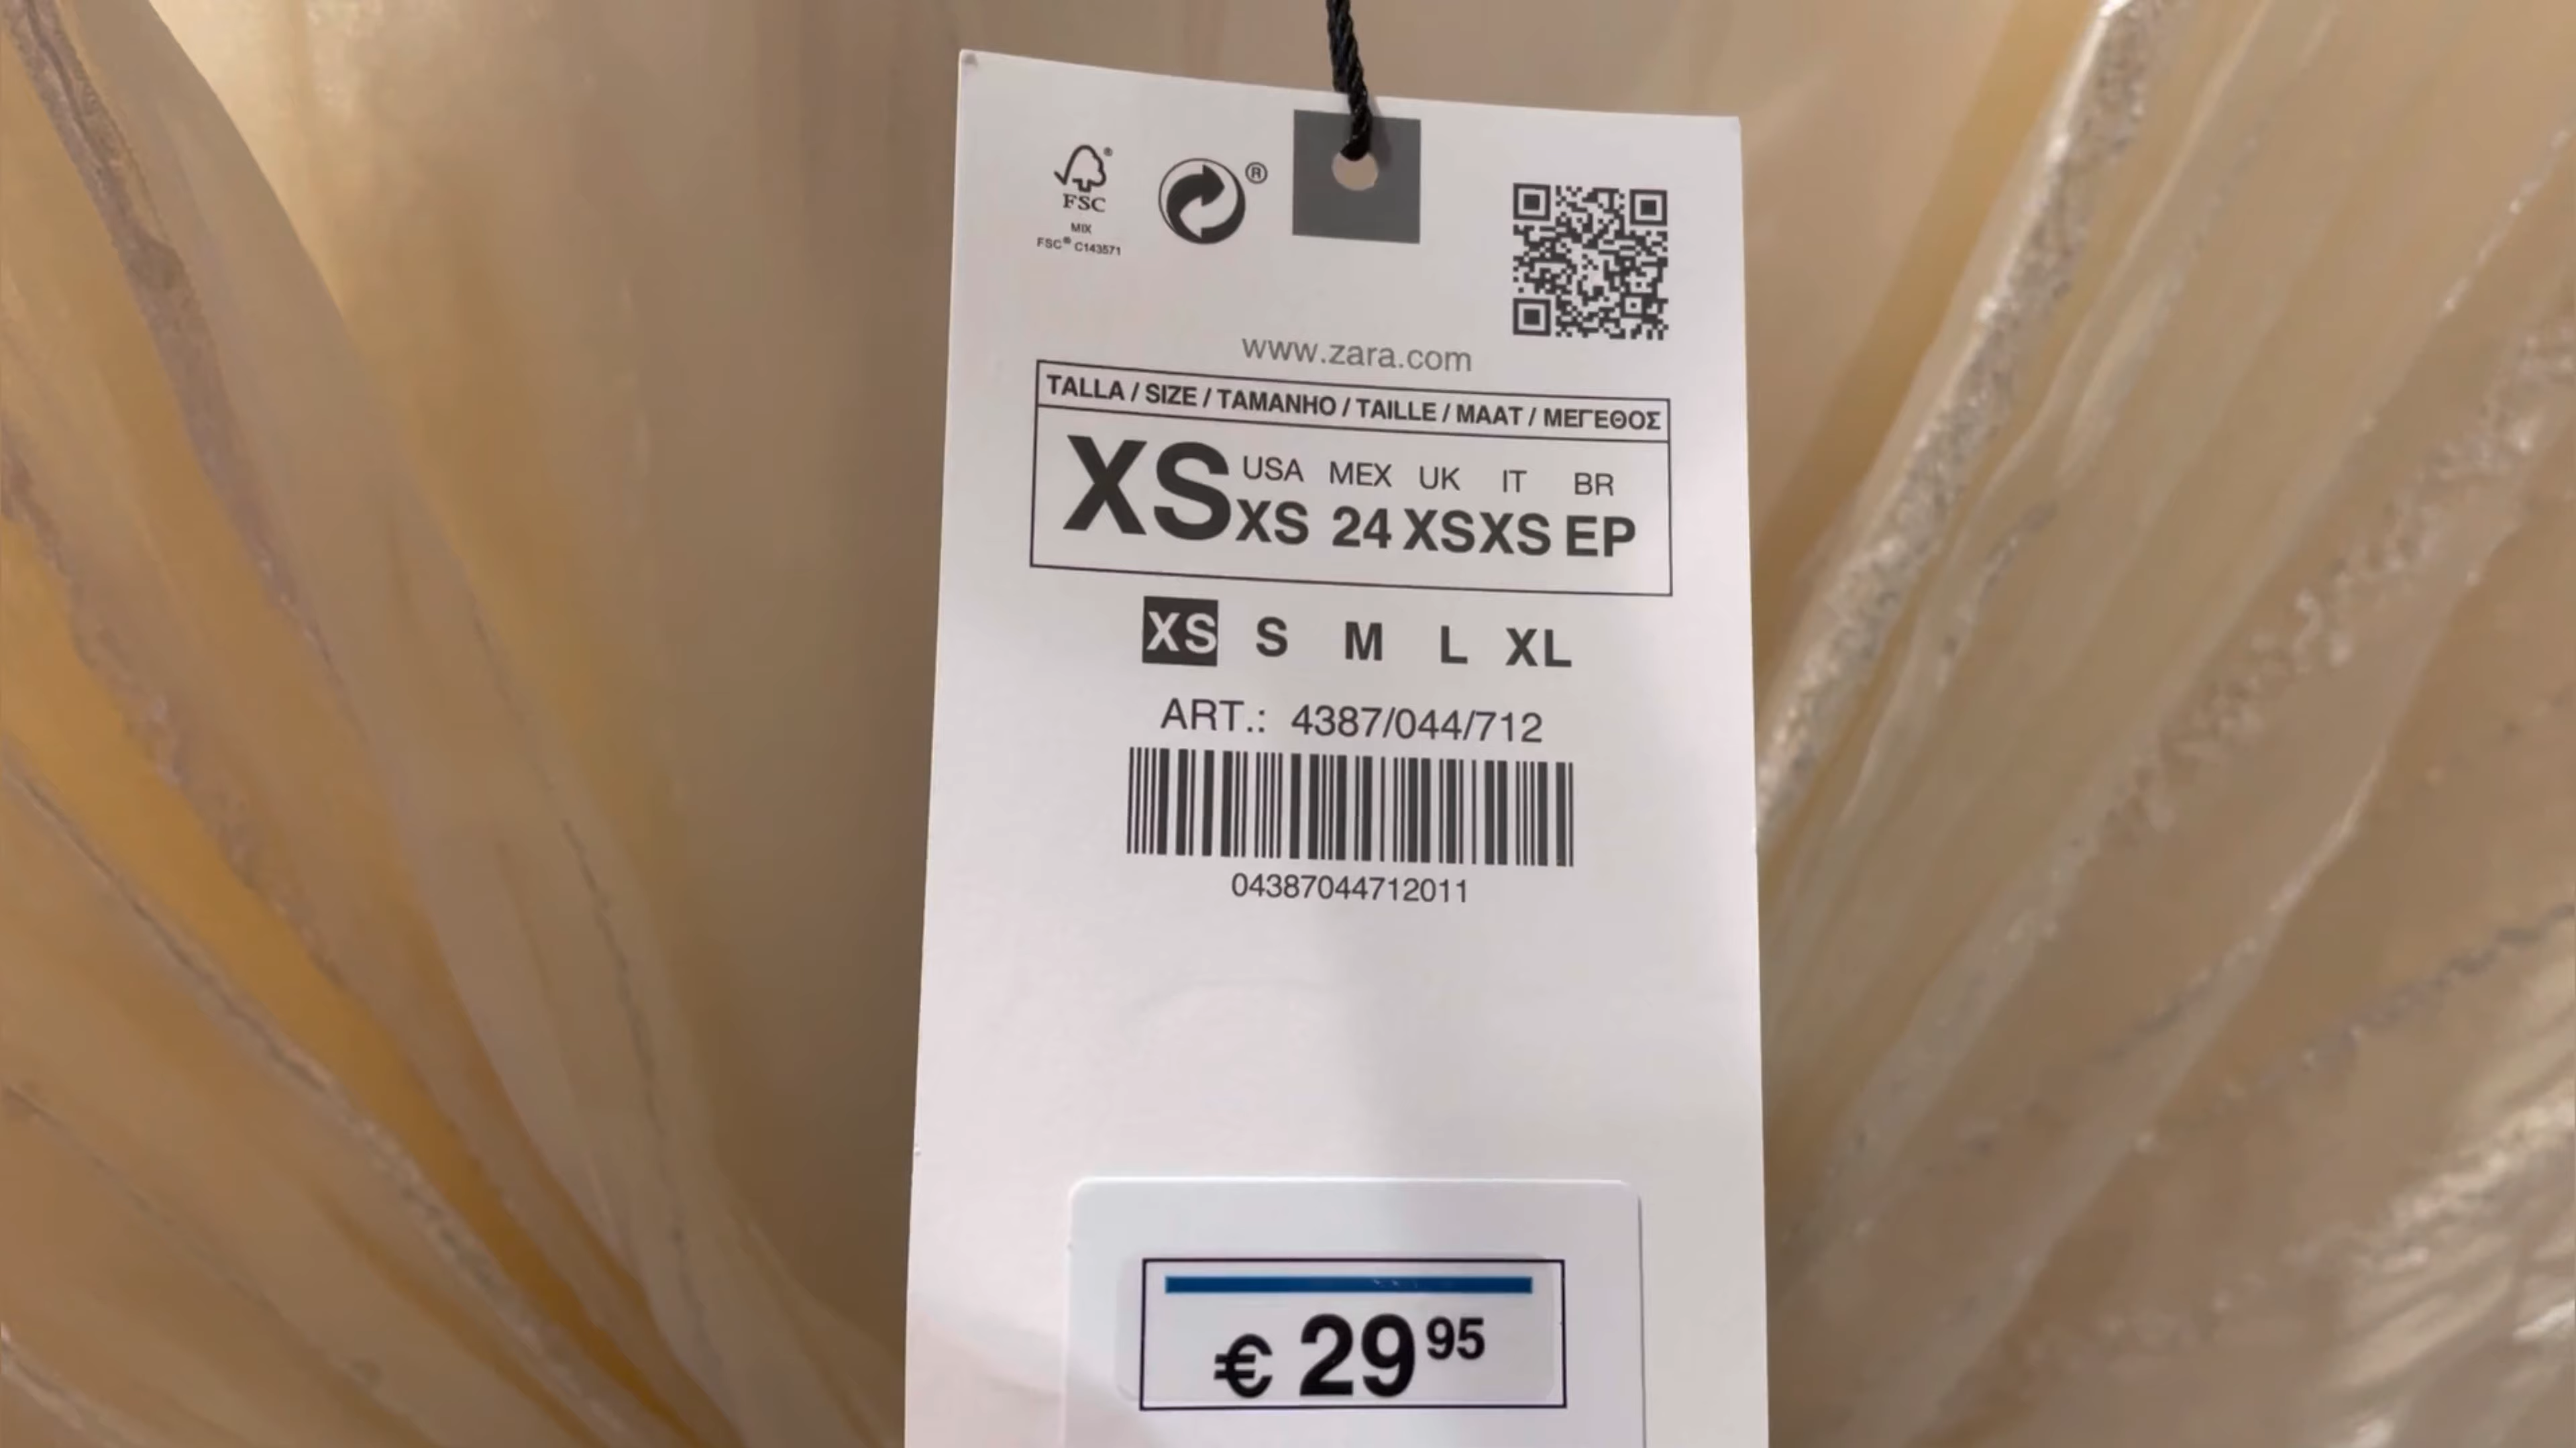 FSC®
MIX
FSC® C143571
®
www.zara.com
TALLA / SIZE / TAMANHO / TAILLE / MAAT / ΜΕΓΕΘΟΣ
XS
USA MEX UK IT BR
XS 24 XS XS EP
XS S M L XL
ART.: 4387/044/712
04387044712011
€ 29 95